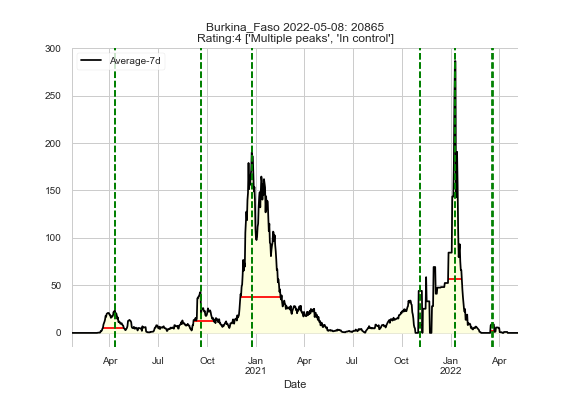 Burkina_Faso 2022-05-08: 20865
Rating:4 ['Multiple peaks', 'In control']
300
Average-7d
250
200
150
100
50
0
Apr Jul Oct Jan Apr Jul Oct Jan Apr
2021 2022
Date